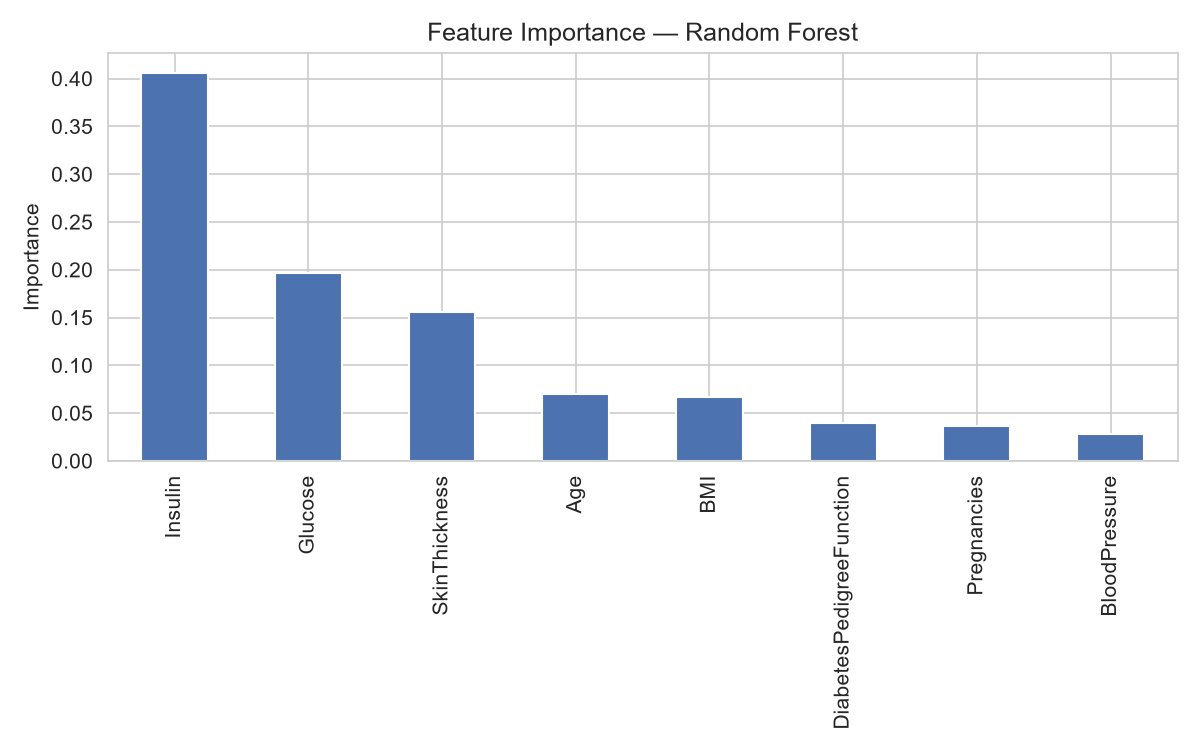 Feature Importance — Random Forest
Importance
0.40
0.35
0.30
0.25
0.20
0.15
0.10
0.05
0.00
Insulin
Glucose
SkinThickness
Age
BMI
DiabetesPedigreeFunction
Pregnancies
BloodPressure